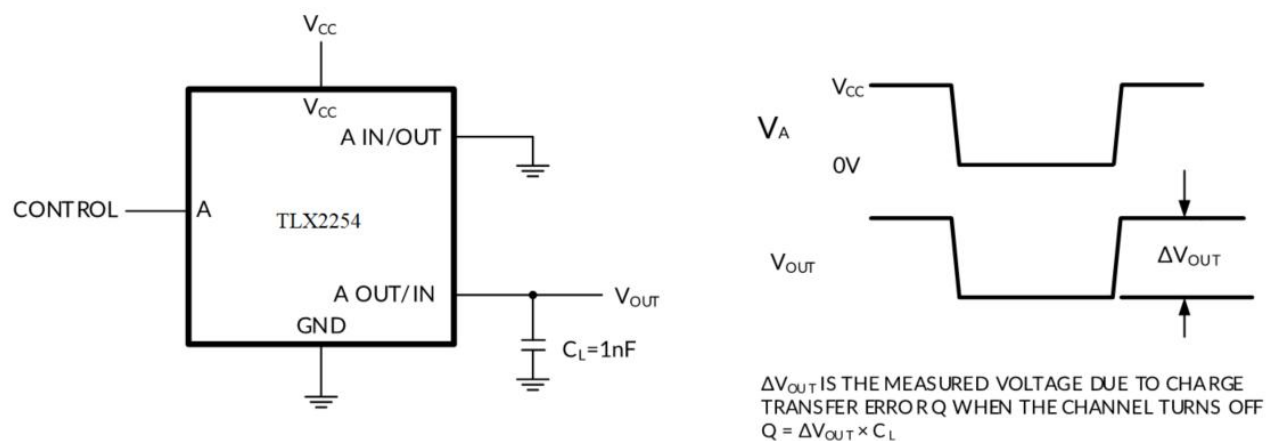 VCC
VCC
A IN/OUT
CONTROL
A
TLX2254
A OUT/IN
VOUT
GND
CL=1nF
VCC
VA
0V
VOUT
ΔVOUT
ΔVOUT IS THE MEASURED VOLTAGE DUE TO CHARGE
TRANSFER ERROR Q WHEN THE CHANNEL TURNS OFF
Q = ΔVOUT × CL